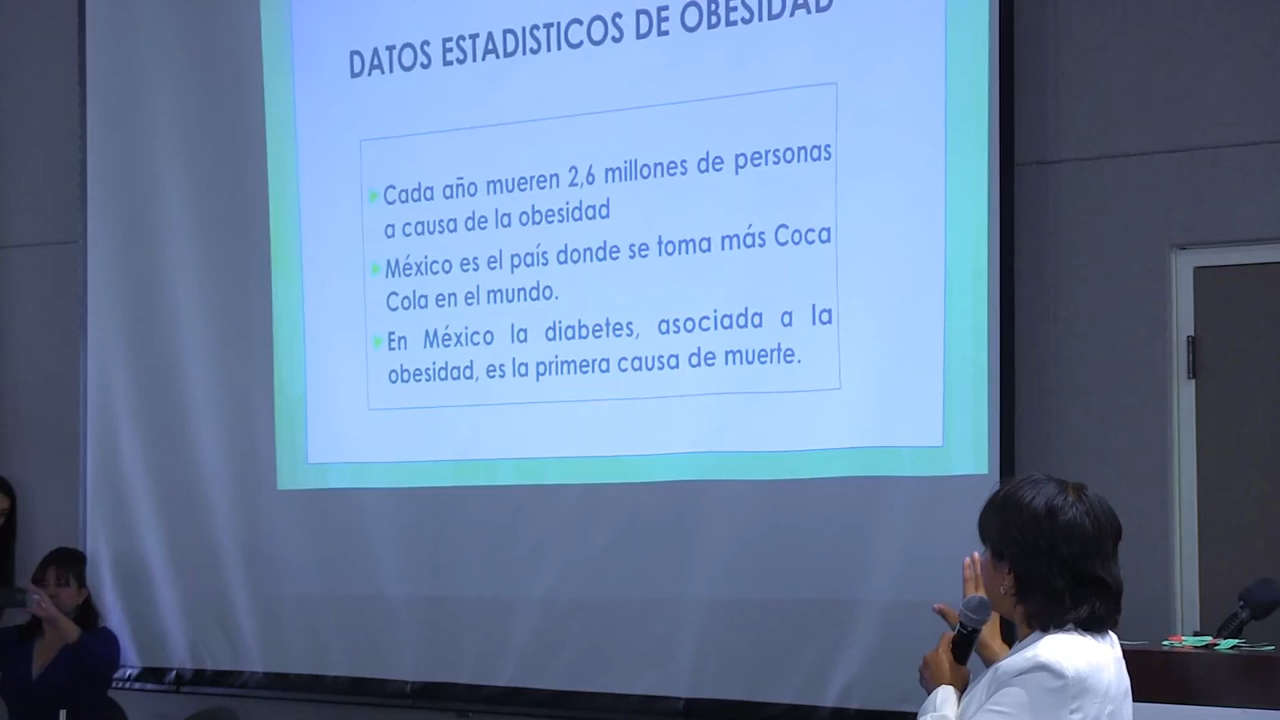 DATOS ESTADISTICOS DE OBESIDAD
Cada año mueren 2,6 millones de personas
a causa de la obesidad
México es el país donde se toma más Coca
Cola en el mundo.
En México la diabetes, asociada a la
obesidad, es la primera causa de muerte.